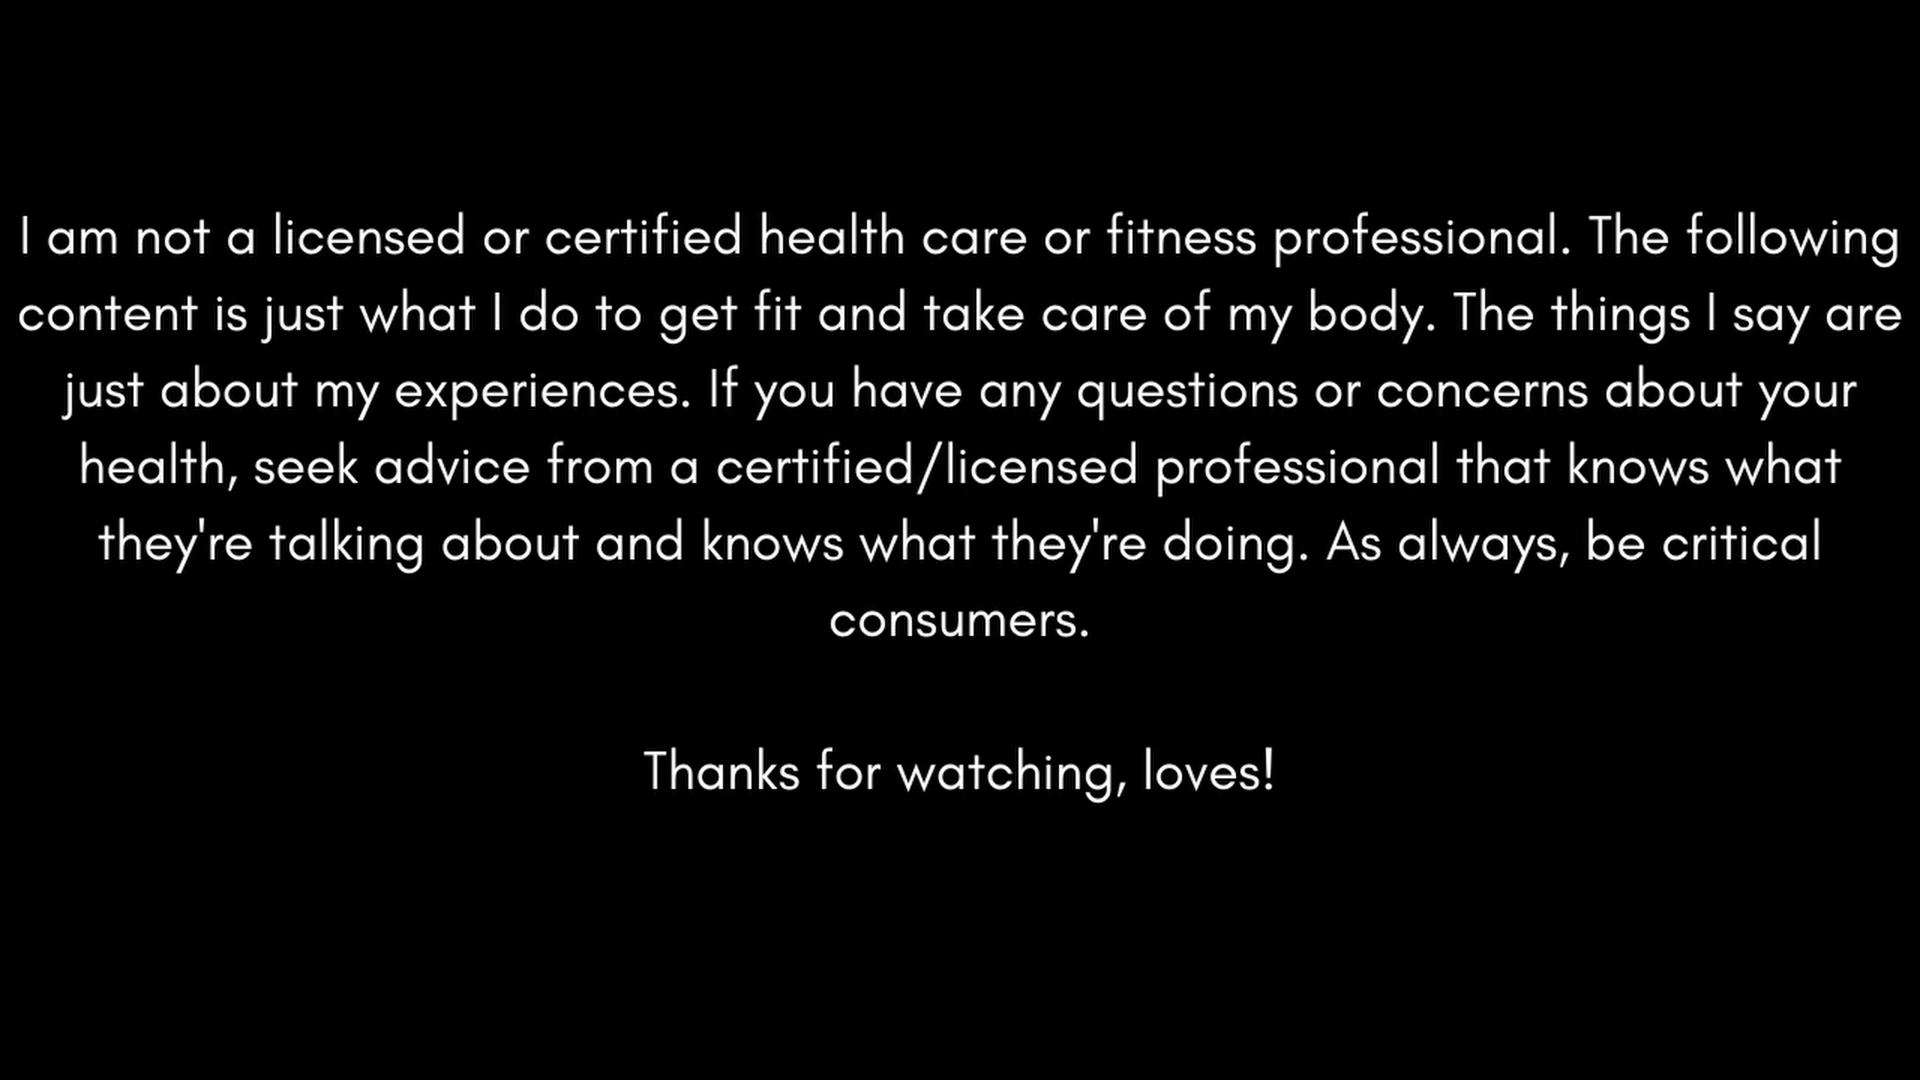 I am not a licensed or certified health care or fitness professional. The following
content is just what I do to get fit and take care of my body. The things I say are
just about my experiences. If you have any questions or concerns about your
health, seek advice from a certified/licensed professional that knows what
they're talking about and knows what they're doing. As always, be critical
consumers.
Thanks for watching, loves!